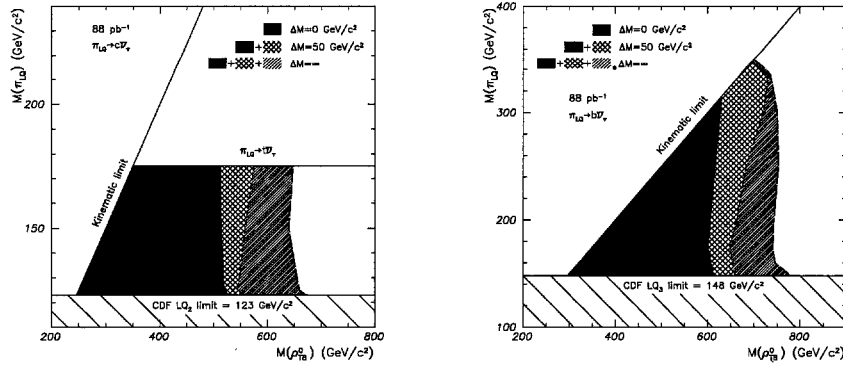 88 pb⁻¹
π_LQ→cν̄_τ
ΔM=0 GeV/c²
+ ΔM=50 GeV/c²
+ + ΔM=∞
M(π_LQ) (GeV/c²)
200
150
Kinematic limit
π_LQ→tν̄_τ
CDF LQ₂ limit = 123 GeV/c²
200 400 600 800
M(ρ⁰_T8) (GeV/c²)
400
ΔM=0 GeV/c²
+ ΔM=50 GeV/c²
+ + ΔM=∞
88 pb⁻¹
π_LQ→bν̄_τ
M(π_LQ) (GeV/c²)
300
200
100
Kinematic limit
CDF LQ₃ limit = 148 GeV/c²
200 400 600 800
M(ρ⁰_T8) (GeV/c²)